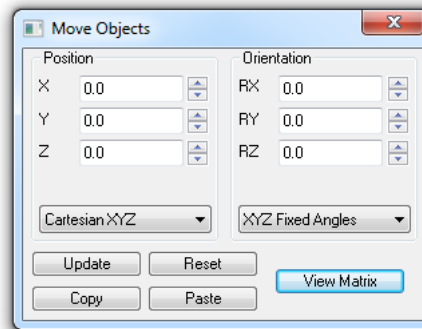 Move Objects
Position
Orientation
X 0.0
RX 0.0
Y 0.0
RY 0.0
Z 0.0
RZ 0.0
Cartesian XYZ
XYZ Fixed Angles
Update
Reset
View Matrix
Copy
Paste